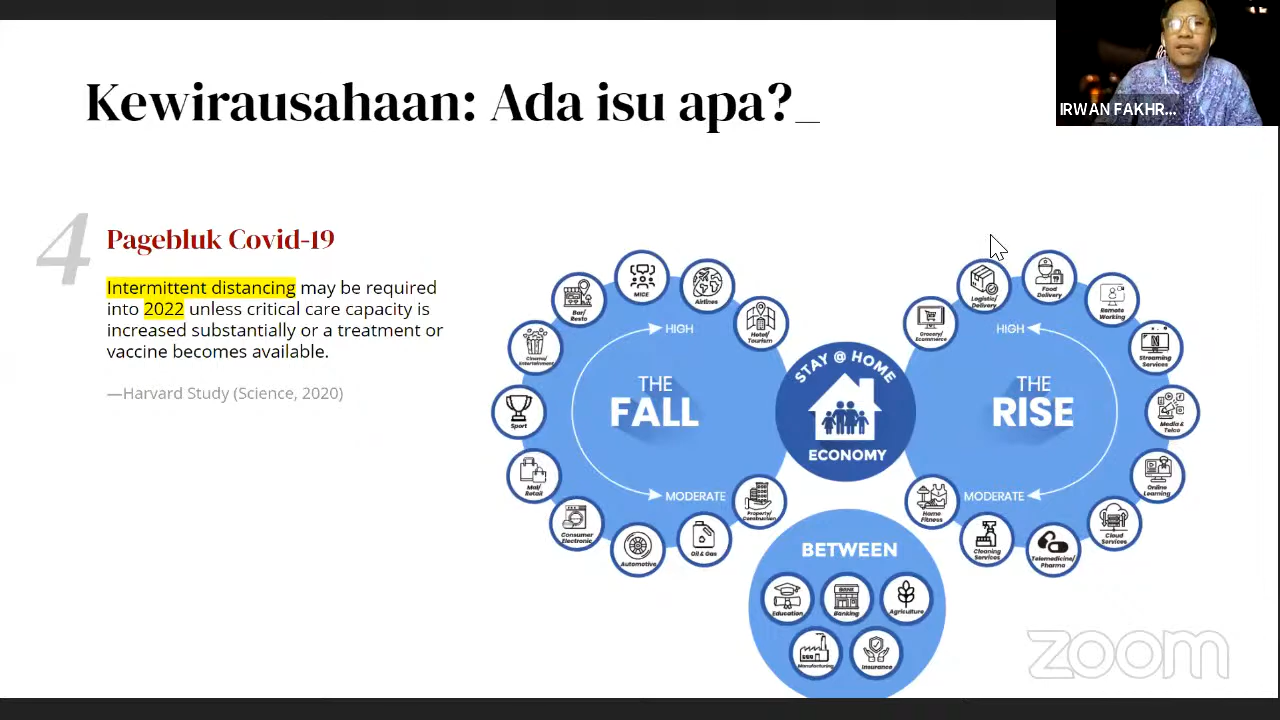 Kewirausahaan: Ada isu apa?_
IRWAN FAKHR...
4
Pagebluk Covid-19
Intermittent distancing may be required
into 2022 unless critical care capacity is
increased substantially or a treatment or
vaccine becomes available.
—Harvard Study (Science, 2020)
THE
FALL
HIGH
MODERATE
Hotel/
Tourism
Airlines
MICE
Bar/
Resto
Cinema/
Entertainment
Sport
Mal/
Retail
Consumer
Electronic
Automotive
Oil & Gas
Property/
Construction
STAY @ HOME
ECONOMY
THE
RISE
HIGH
MODERATE
Grocery/
Ecommerce
Logistic/
Delivery
Food
Delivery
Remote
Working
Streaming
Services
Media &
Telco
Online
Learning
Cloud
Services
Telemedicine/
Pharma
Cleaning
Services
Home
Fitness
BETWEEN
Education
Banking
Agriculture
Manufacturing
Insurance
zoom